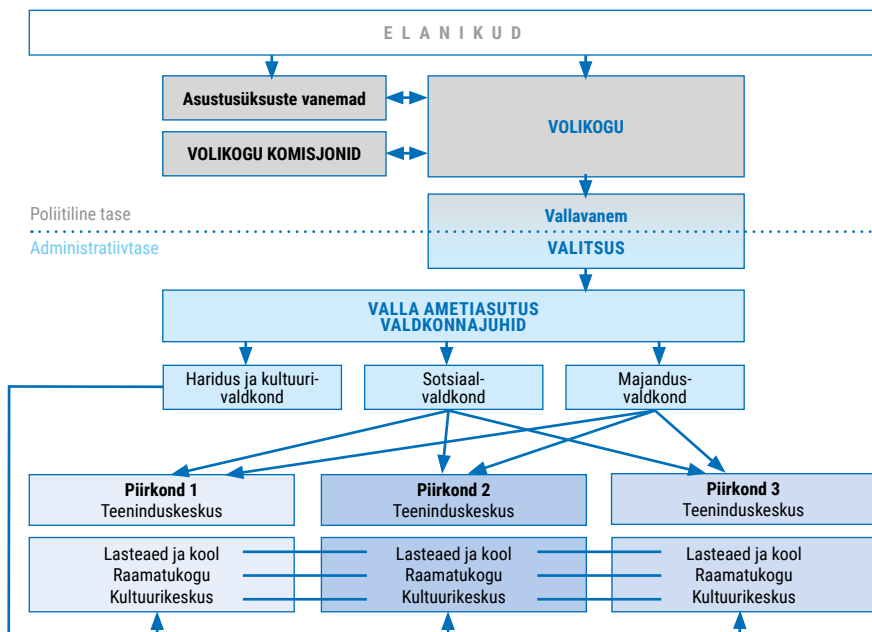 ELANIKUD
Asustusüksuste vanemad
VOLIKOGU
VOLIKOGU KOMISJONID
Poliitiline tase
Vallavanem
Administratiivtase
VALITSUS
VALLA AMETIASUTUS
VALDKONNAJUHID
Haridus ja kultuuri-
valdkond
Sotsiaal-
valdkond
Majandus-
valdkond
Piirkond 1
Teeninduskeskus
Piirkond 2
Teeninduskeskus
Piirkond 3
Teeninduskeskus
Lasteaed ja kool
Raamatukogu
Kultuurikeskus
Lasteaed ja kool
Raamatukogu
Kultuurikeskus
Lasteaed ja kool
Raamatukogu
Kultuurikeskus